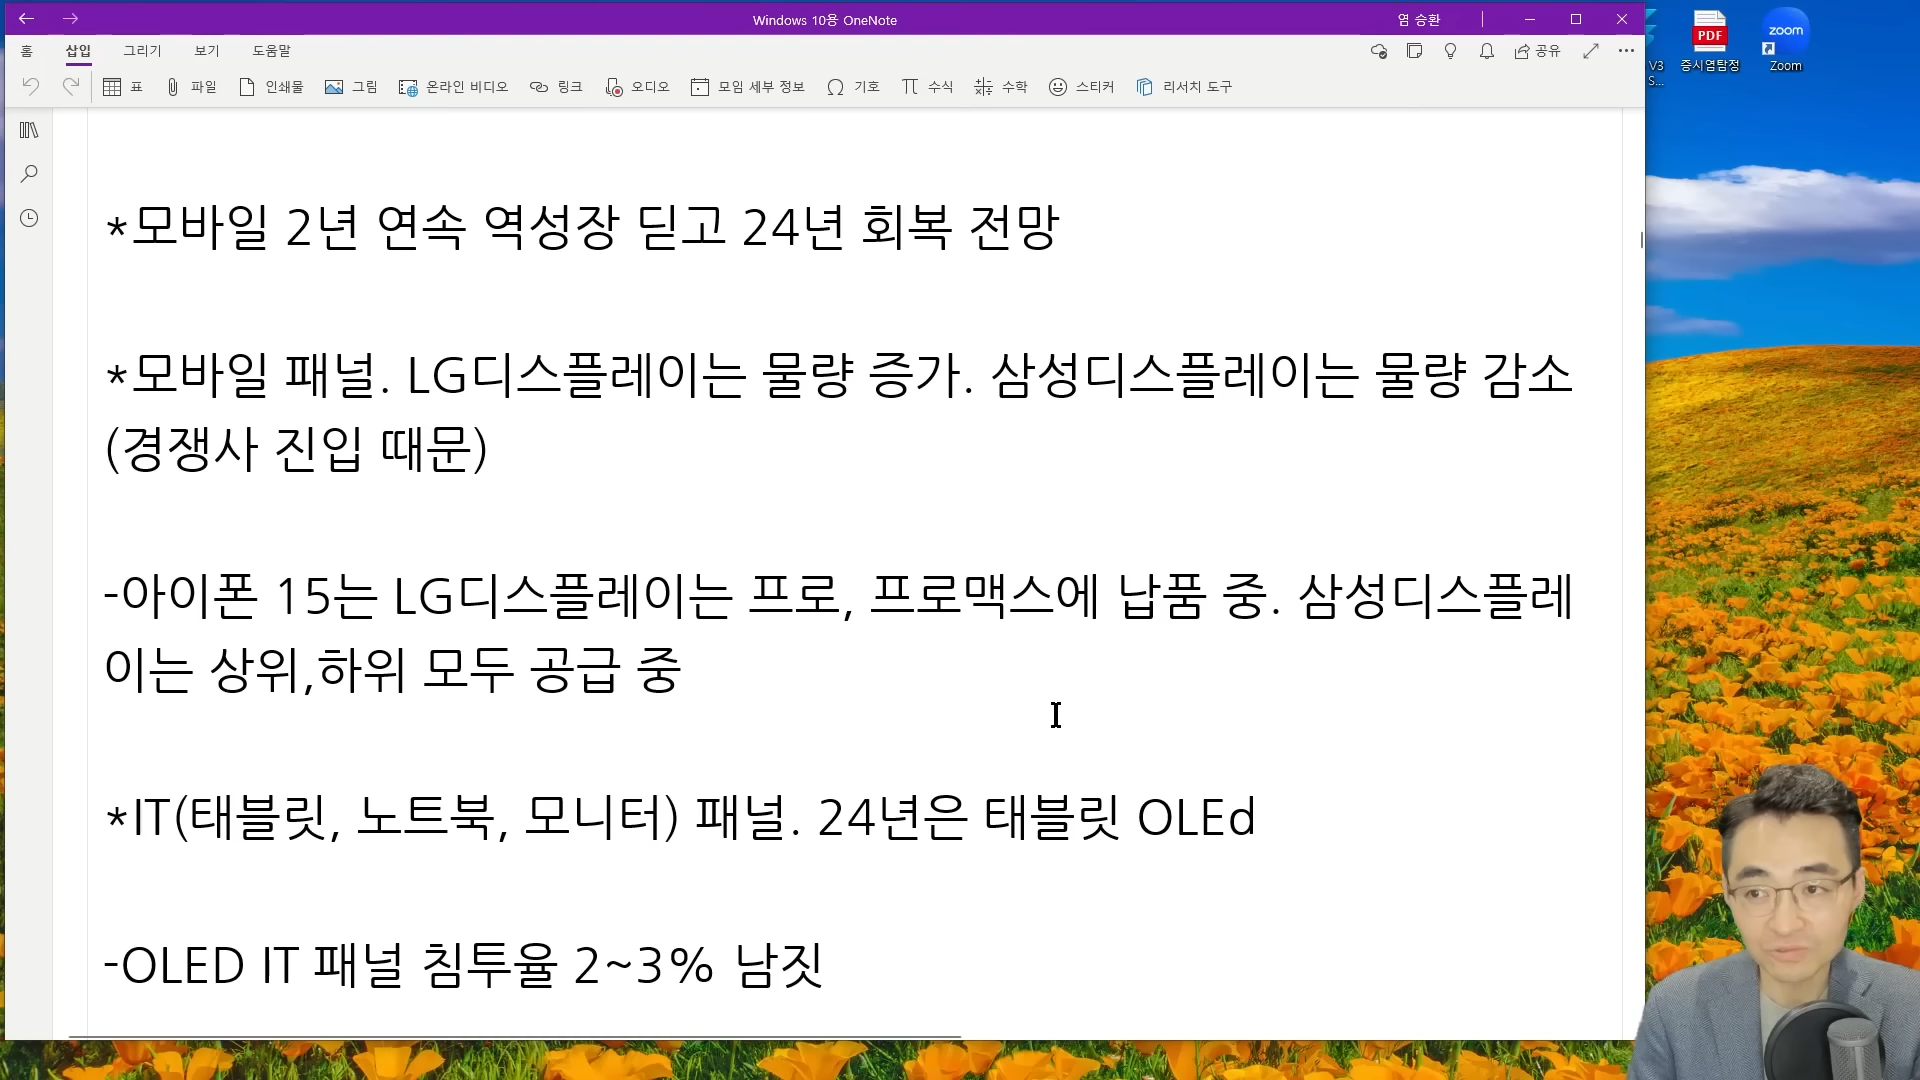 Windows 10용 OneNote
염 승환
홈 삽입 그리기 보기 도움말
공유
표 파일 인쇄물 그림 온라인 비디오 링크 오디오 모임 세부 정보 기호 수식 수학 스티커 리서치 도구
V3
S...
PDF
증시염탐정
zoom
Zoom
*모바일 2년 연속 역성장 딛고 24년 회복 전망
*모바일 패널. LG디스플레이는 물량 증가. 삼성디스플레이는 물량 감소
(경쟁사 진입 때문)
-아이폰 15는 LG디스플레이는 프로, 프로맥스에 납품 중. 삼성디스플레
이는 상위,하위 모두 공급 중
*IT(태블릿, 노트북, 모니터) 패널. 24년은 태블릿 OLEd
-OLED IT 패널 침투율 2~3% 남짓